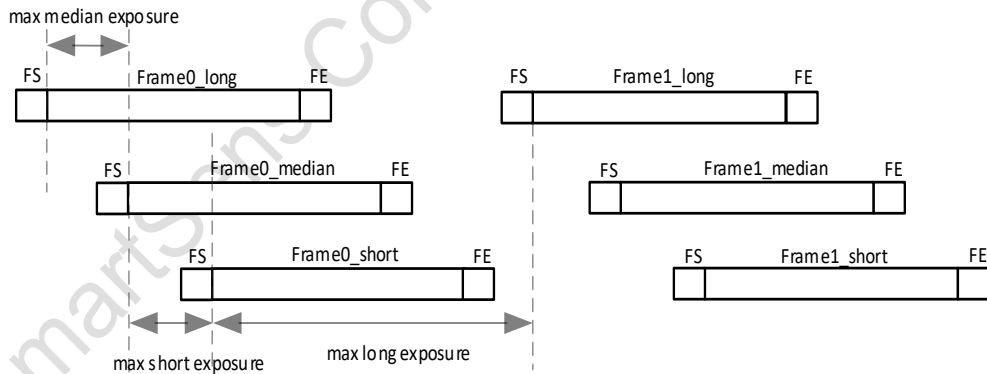 max median exposure
FS Frame0_long FE FS Frame1_long FE
FS Frame0_median FE FS Frame1_median FE
FS Frame0_short FE FS Frame1_short FE
max short exposure max long exposure